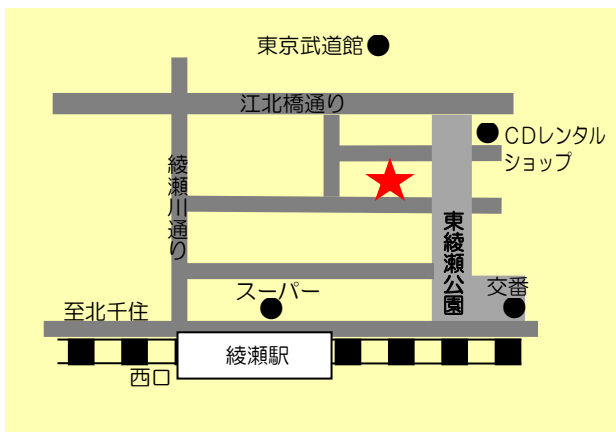 東京武道館
江北橋通り
CDレンタル
ショップ
綾瀬川通り
東綾瀬公園
スーパー
交番
至北千住
綾瀬駅
西口